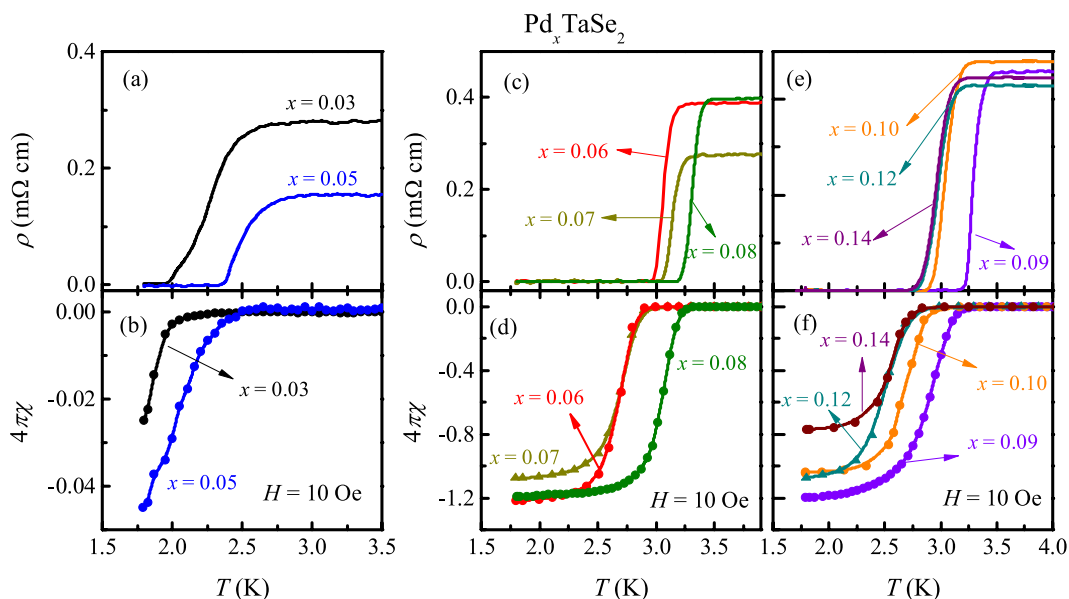 Pd_xTaSe_2
0.4
(a)
x = 0.03
0.2
x = 0.05
0.0
ρ (mΩ cm)
0.00
(b)
x = 0.03
-0.02
x = 0.05
-0.04
H = 10 Oe
4πχ
1.5 2.0 2.5 3.0 3.5
T (K)
(c)
0.4
x = 0.06
0.2
x = 0.07
x = 0.08
0.0
ρ (mΩ cm)
0.0
(d)
-0.4
x = 0.08
x = 0.06
-0.8
x = 0.07
-1.2
H = 10 Oe
4πχ
1.5 2.0 2.5 3.0 3.5
T (K)
(e)
x = 0.10
x = 0.12
x = 0.14
x = 0.09
(f)
x = 0.14
x = 0.10
x = 0.12
x = 0.09
H = 10 Oe
1.5 2.0 2.5 3.0 3.5 4.0
T (K)